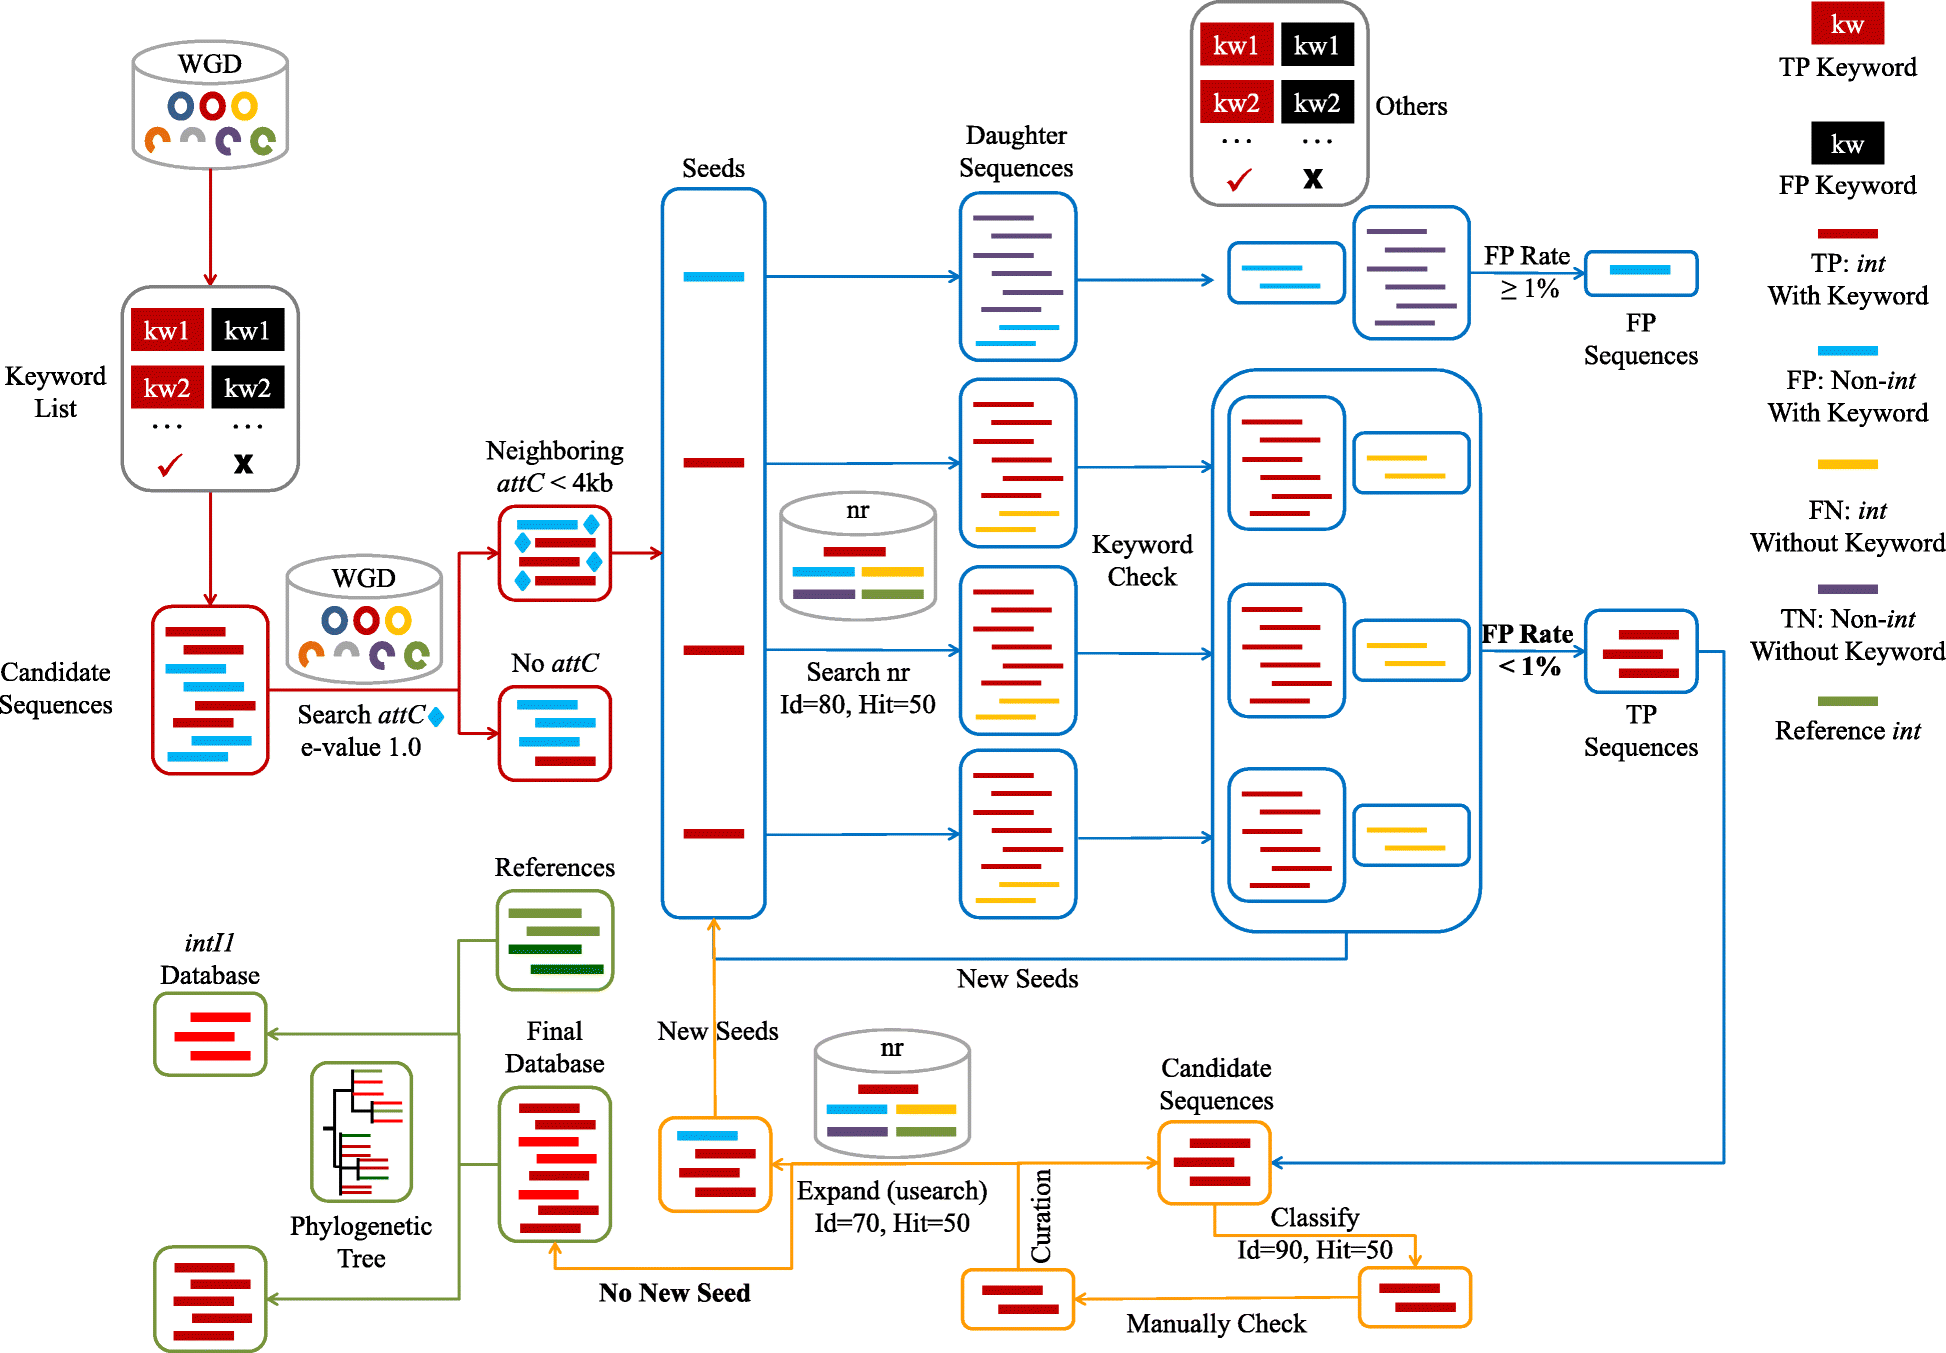 WGD
kw1 kw1
kw2 kw2
... ...
✓ x
Keyword
List
Candidate
Sequences
WGD
Search attC
e-value 1.0
Neighboring
attC < 4kb
No attC
Seeds
nr
Search nr
Id=80, Hit=50
Daughter
Sequences
Keyword
Check
kw1 kw1
kw2 kw2
... ...
✓ x
Others
FP Rate
≥ 1%
FP
Sequences
FP Rate
< 1%
TP
Sequences
New Seeds
New Seeds
nr
Expand (usearch)
Id=70, Hit=50
Candidate
Sequences
Classify
Id=90, Hit=50
Manually Check
Curation
No New Seed
References
Final
Database
intI1
Database
Phylogenetic
Tree
kw
TP Keyword
kw
FP Keyword
TP: int
With Keyword
FP: Non-int
With Keyword
FN: int
Without Keyword
TN: Non-int
Without Keyword
Reference int